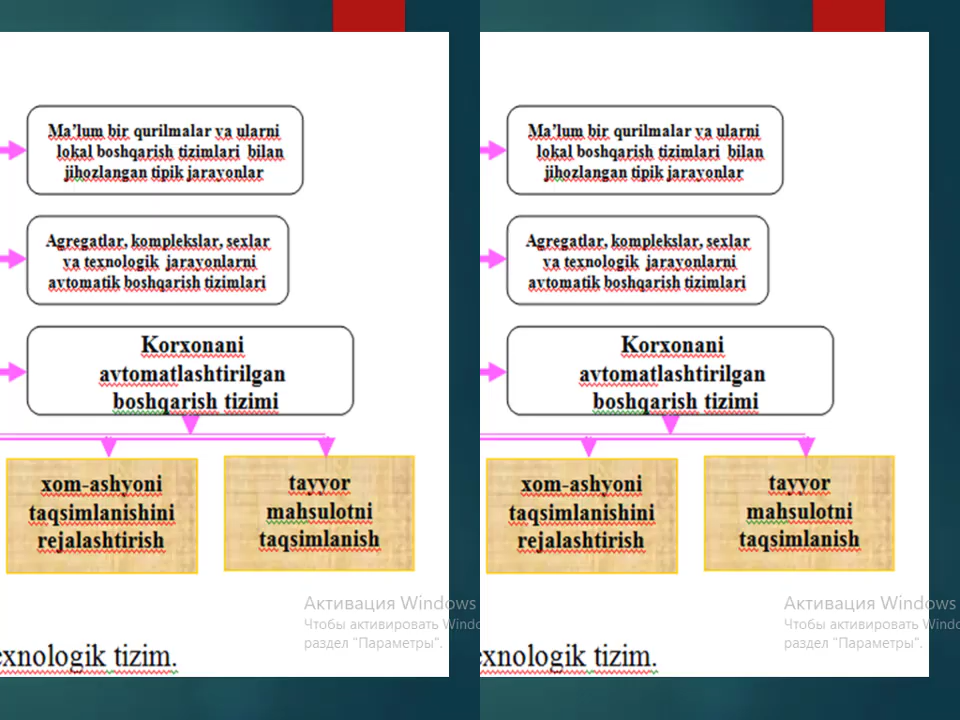 Ma'lum bir qurilmalar va ularni
lokal boshqarish tizimlari bilan
jihozlangan tipik jarayonlar
Agregatlar, komplekslar, sexlar
va texnologik jarayonlarni
avtomatik boshqarish tizimlari
Korxonani
avtomatlashtirilgan
boshqarish tizimi
xom-ashyoni
taqsimlanishini
rejalashtirish
tayyor
mahsulotni
taqsimlanish
Активация Windows
Чтобы активировать Windo
раздел "Параметры".
exnologik tizim.
Ma'lum bir qurilmalar va ularni
lokal boshqarish tizimlari bilan
jihozlangan tipik jarayonlar
Agregatlar, komplekslar, sexlar
va texnologik jarayonlarni
avtomatik boshqarish tizimlari
Korxonani
avtomatlashtirilgan
boshqarish tizimi
xom-ashyoni
taqsimlanishini
rejalashtirish
tayyor
mahsulotni
taqsimlanish
Активация Windows
Чтобы активировать Windo
раздел "Параметры".
exnologik tizim.